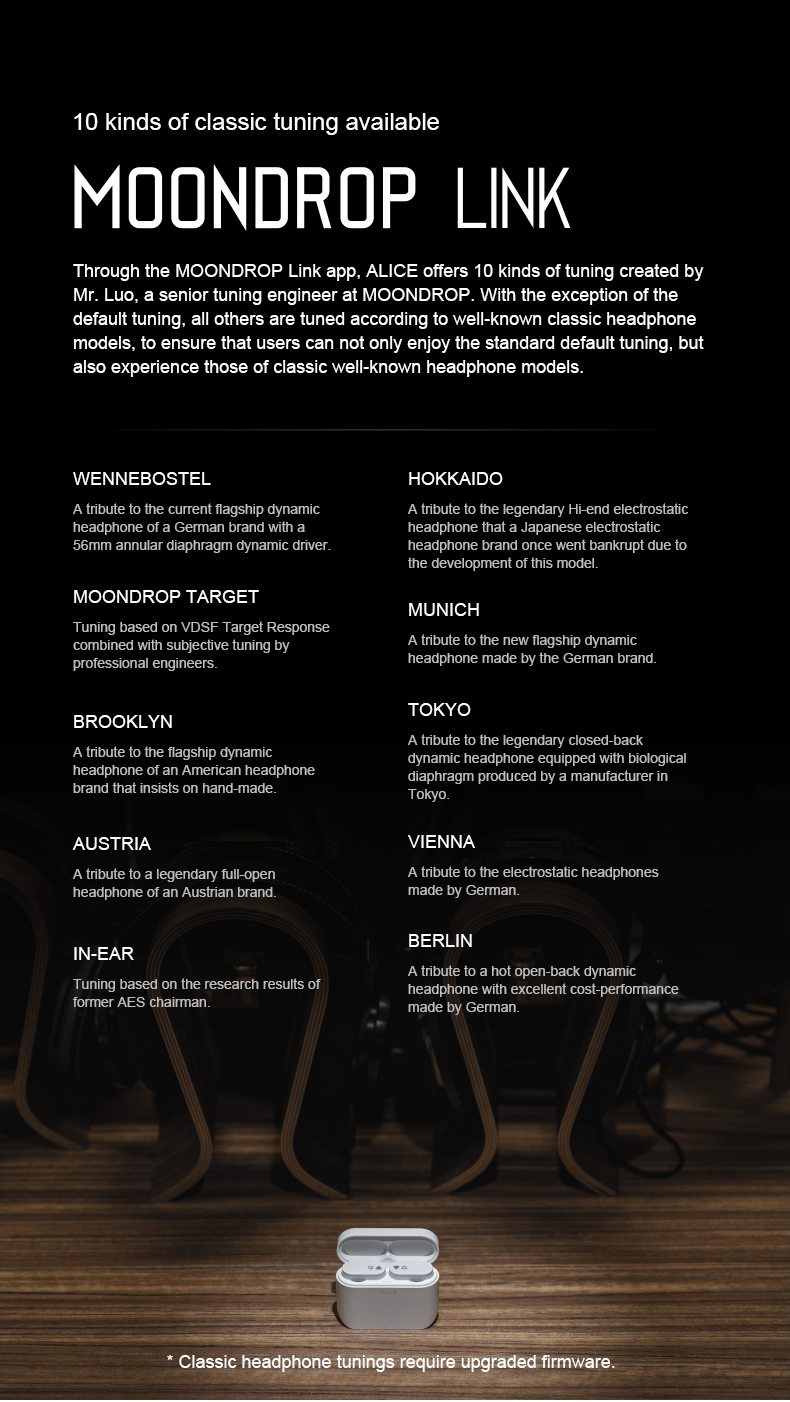 10 kinds of classic tuning available
MOONDROP LINK
Through the MOONDROP Link app, ALICE offers 10 kinds of tuning created by
Mr. Luo, a senior tuning engineer at MOONDROP. With the exception of the
default tuning, all others are tuned according to well-known classic headphone
models, to ensure that users can not only enjoy the standard default tuning, but
also experience those of classic well-known headphone models.
WENNEBOSTEL
A tribute to the current flagship dynamic
headphone of a German brand with a
56mm annular diaphragm dynamic driver.
MOONDROP TARGET
Tuning based on VDSF Target Response
combined with subjective tuning by
professional engineers.
BROOKLYN
A tribute to the flagship dynamic
headphone of an American headphone
brand that insists on hand-made.
AUSTRIA
A tribute to a legendary full-open
headphone of an Austrian brand.
IN-EAR
Tuning based on the research results of
former AES chairman.
HOKKAIDO
A tribute to the legendary Hi-end electrostatic
headphone that a Japanese electrostatic
headphone brand once went bankrupt due to
the development of this model.
MUNICH
A tribute to the new flagship dynamic
headphone made by the German brand.
TOKYO
A tribute to the legendary closed-back
dynamic headphone equipped with biological
diaphragm produced by a manufacturer in
Tokyo.
VIENNA
A tribute to the electrostatic headphones
made by German.
BERLIN
A tribute to a hot open-back dynamic
headphone with excellent cost-performance
made by German.
* Classic headphone tunings require upgraded firmware.